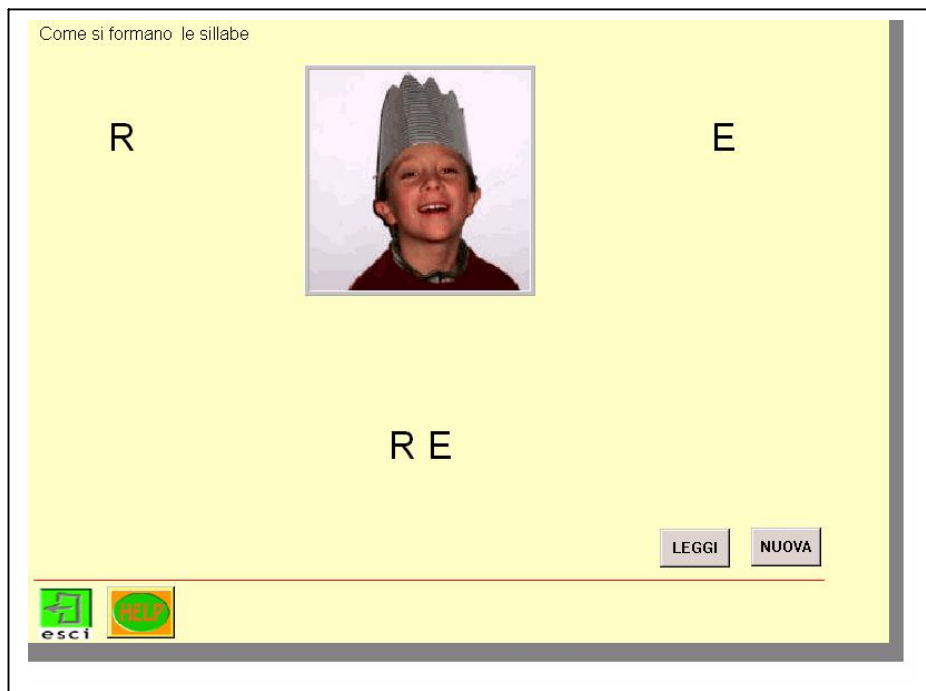 Come si formano le sillabe
R
E
R E
LEGGI
NUOVA
HELP
esci